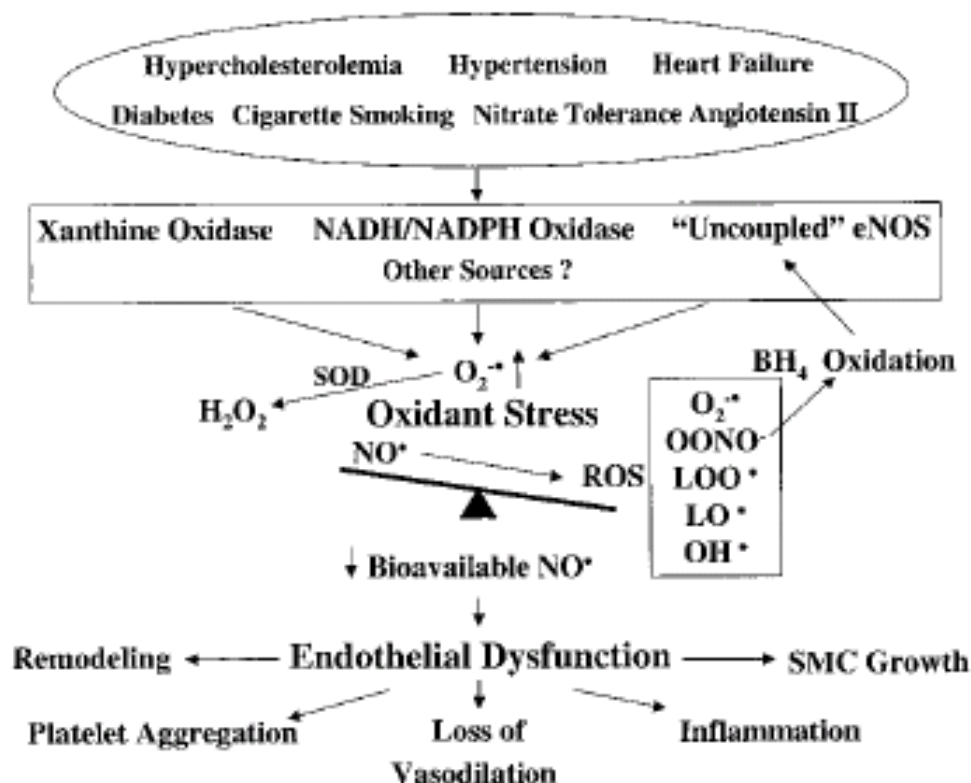 Hypercholesterolemia Hypertension Heart Failure
Diabetes Cigarette Smoking Nitrate Tolerance Angiotensin II
Xanthine Oxidase NADH/NADPH Oxidase “Uncoupled” eNOS
Other Sources ?
BH₄ Oxidation
SOD O₂⁻• 
H₂O₂ Oxidant Stress
O₂⁻•
OONO⁻
LOO •
LO •
OH •
NO• ROS
Bioavailable NO•
Endothelial Dysfunction
Remodeling SMC Growth
Platelet Aggregation Loss of Inflammation
Vasodilation